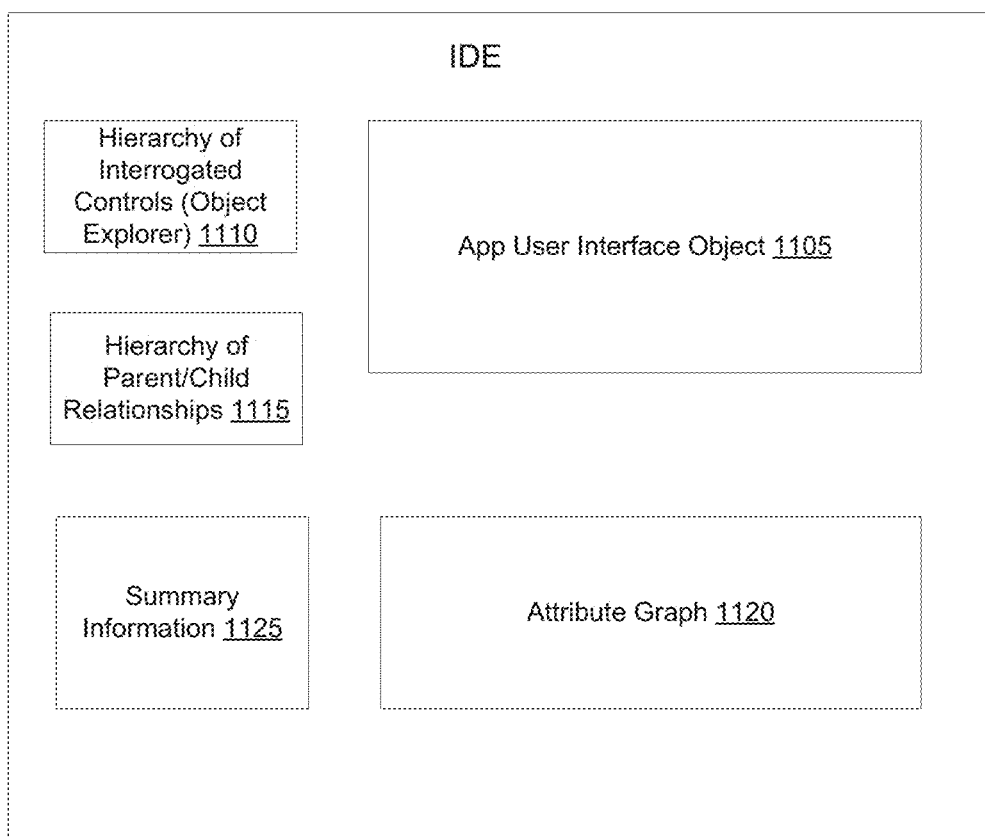 IDE
Hierarchy of
Interrogated
Controls (Object
Explorer) 1110
App User Interface Object 1105
Hierarchy of
Parent/Child
Relationships 1115
Summary
Information 1125
Attribute Graph 1120